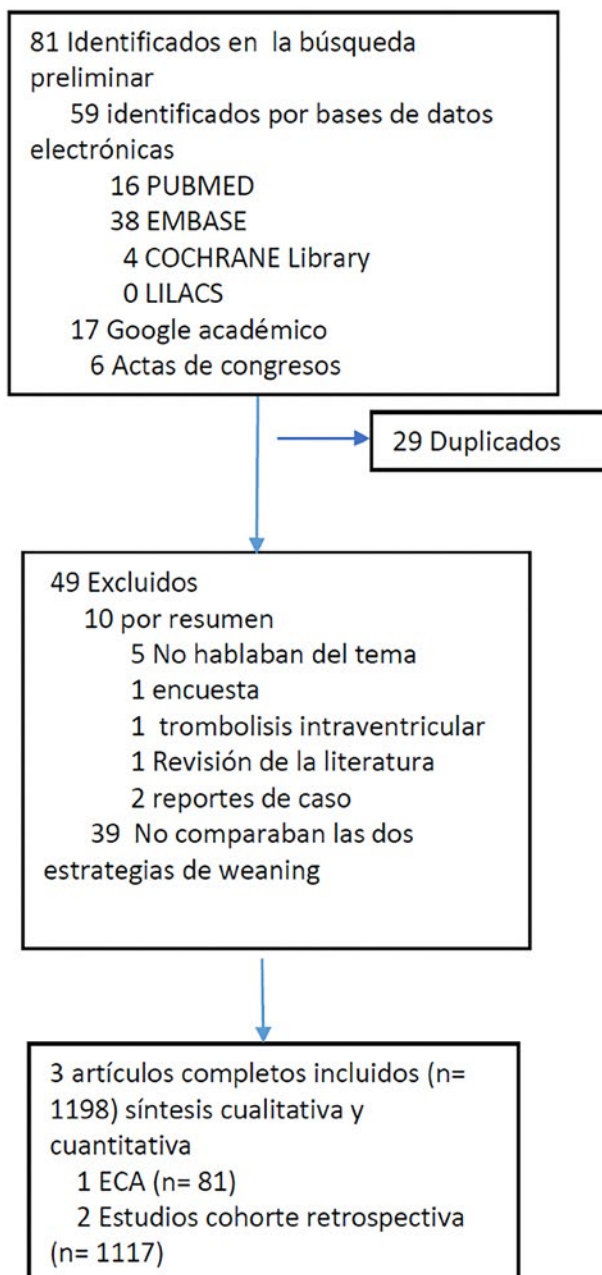 81 Identificados en la búsqueda
preliminar
59 identificados por bases de datos
electrónicas
16 PUBMED
38 EMBASE
4 COCHRANE Library
0 LILACS
17 Google académico
6 Actas de congresos
29 Duplicados
49 Excluidos
10 por resumen
5 No hablaban del tema
1 encuesta
1 trombolisis intraventricular
1 Revisión de la literatura
2 reportes de caso
39 No comparaban las dos
estrategias de weaning
3 artículos completos incluidos (n=
1198) síntesis cualitativa y
cuantitativa
1 ECA (n= 81)
2 Estudios cohorte retrospectiva
(n= 1117)